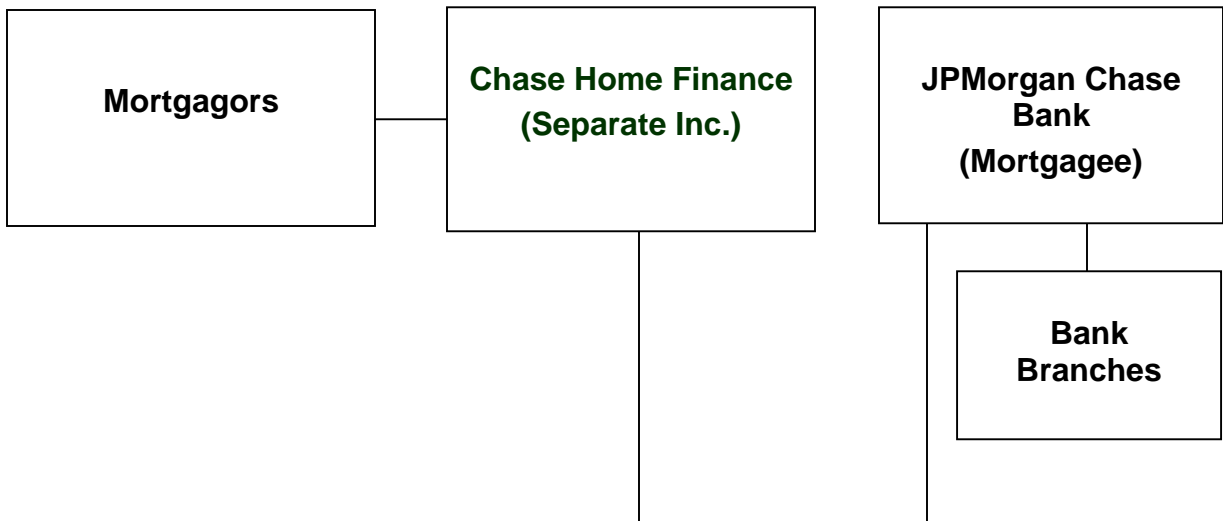 Mortgagors
Chase Home Finance
(Separate Inc.)
JPMorgan Chase
Bank
(Mortgagee)
Bank
Branches